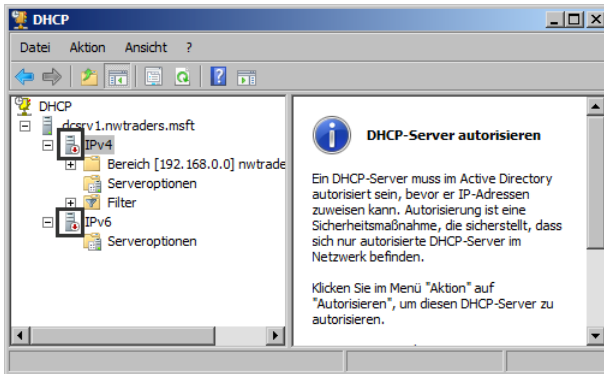 DHCP
Datei Aktion Ansicht ?
DHCP
dcsrv1.nwtraders.msft
IPv4
Bereich [192.168.0.0] nwtrade
Serveroptionen
Filter
IPv6
Serveroptionen
DHCP-Server autorisieren
Ein DHCP-Server muss im Active Directory
autorisiert sein, bevor er IP-Adressen
zuweisen kann. Autorisierung ist eine
Sicherheitsmaßnahme, die sicherstellt, dass
sich nur autorisierte DHCP-Server im
Netzwerk befinden.
Klicken Sie im Menü "Aktion" auf
"Autorisieren", um diesen DHCP-Server zu
autorisieren.